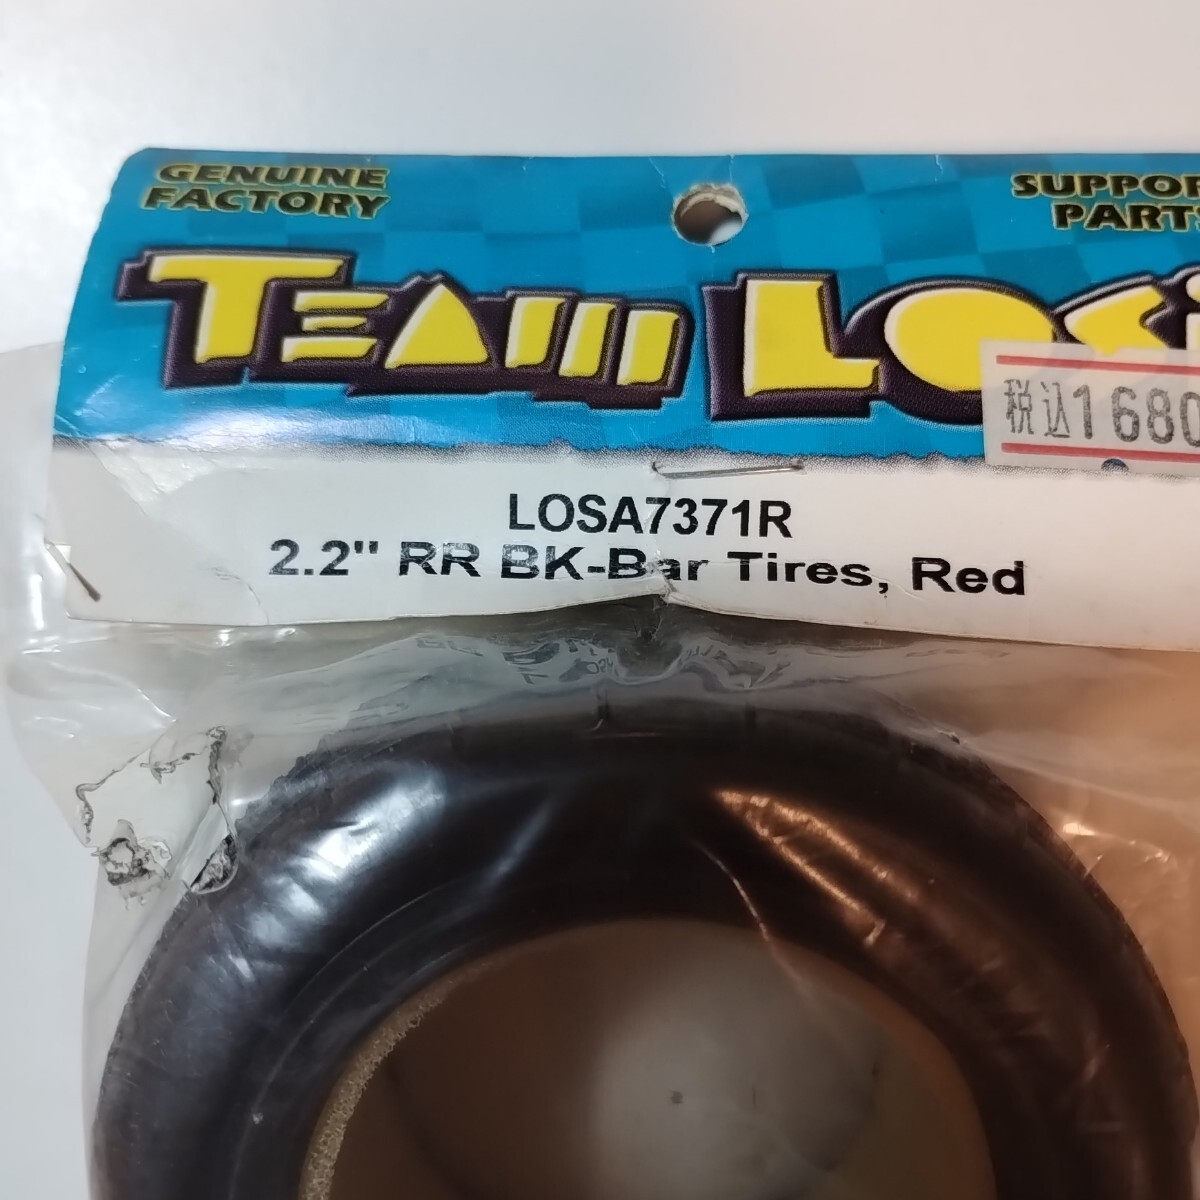 GENUINE
FACTORY
SUPPOR
PARTS
TEAM LOSi
税込1680
LOSA7371R
2.2" RR BK-Bar Tires, Red